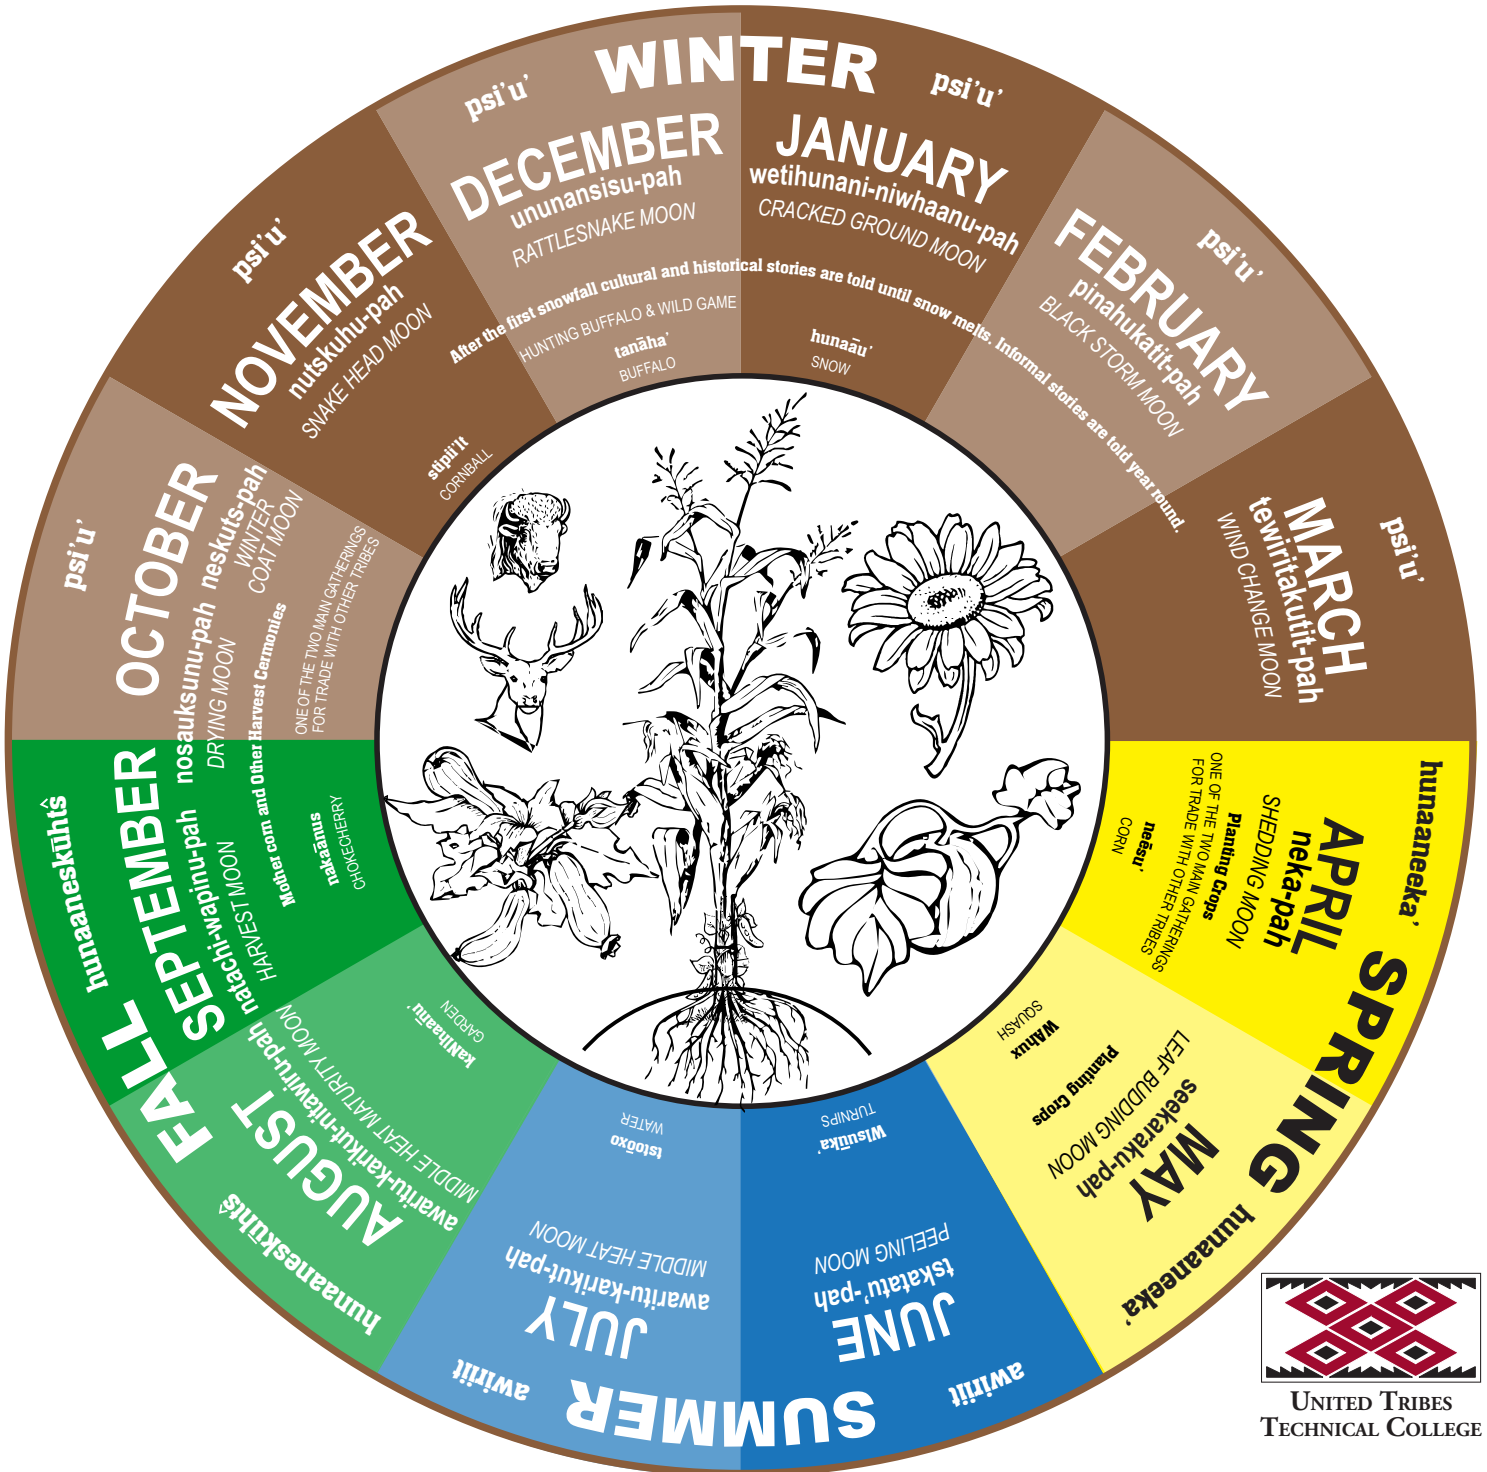 WINTER
psi’u’
JANUARY
wetihunani-niwhaanu-pah
CRACKED GROUND MOON
hunaāu’
SNOW
psi’u’
FEBRUARY
pinahukatit-pah
BLACK STORM MOON
psi’u’
MARCH
tewiritakutit-pah
WIND CHANGE MOON
SPRING
hunaaneeka’
APRIL
neka-pah
SHEDDING MOON
Planting Crops
ONE OF THE TWO MAIN GATHERINGS
FOR TRADE WITH OTHER TRIBES
neēsu’
CORN
hunaaneeka’
MAY
seekaraku-pah
LEAF BUDDING MOON
Planting Crops
WAhux
SQUASH
SUMMER
awiriit
JUNE
tskatatu’-pah
PEELING MOON
WIsuūka’
TURNIPS
awiriit
JULY
awaritu-karikut-pah
MIDDLE HEAT MOON
tstoōxo
WATER
FALL
hunaaneskūhtŝ
AUGUST
awaritu-karikut-nitawiru-pah
MIDDLE HEAT MATURITY MOON
kaNIhaanū’
GARDEN
hunaaneskūhtŝ
SEPTEMBER
natachi-wapinu-pah
HARVEST MOON
nosauksunu-pah
DRYING MOON
Mother corn and Other Harvest Cermonies
nakaānus
CHOKECHERRY
psi’u’
OCTOBER
neskuts-pah
WINTER
COAT MOON
ONE OF THE TWO MAIN GATHERINGS
FOR TRADE WITH OTHER TRIBES
psi’u’
NOVEMBER
nutskuhu-pah
SNAKE HEAD MOON
stipii’It
CORNBALL
psi’u’
DECEMBER
ununansisu-pah
RATTLESNAKE MOON
After the first snowfall cultural and historical stories are told until snow melts. Informal stories are told year round.
HUNTING BUFFALO & WILD GAME
tanāha’
BUFFALO
UNITED TRIBES
TECHNICAL COLLEGE